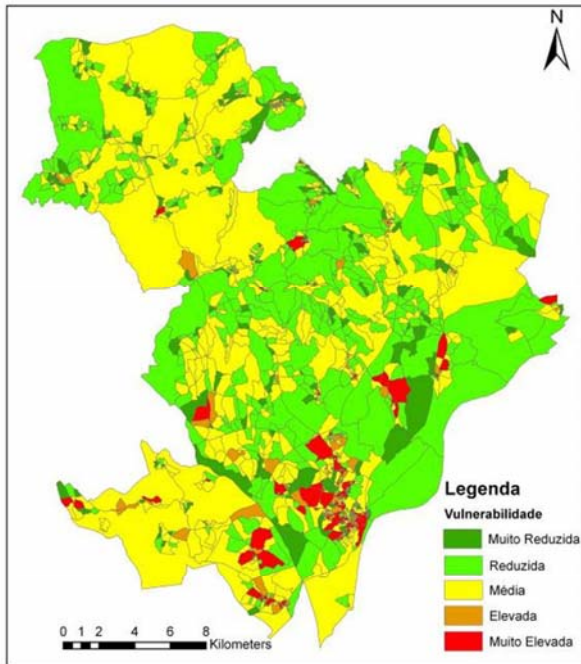 N
Legenda
Vulnerabilidade
Muito Reduzida
Reduzida
Média
Elevada
Muito Elevada
0 1 2 4 6 8
Kilometers